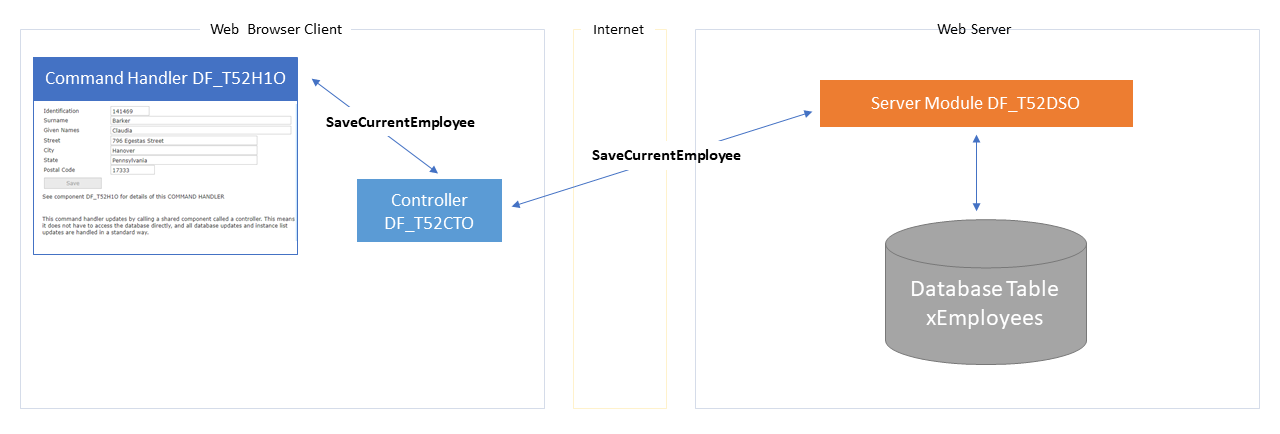 Web Browser Client
Internet
Web Server
Command Handler DF_T52H1O
Identification 141469
Surname Barker
Given Names Claudia
Street 796 Egestas Street
City Hanover
State Pennsylvania
Postal Code 17333
Save
See component DF_T52H1O for details of this COMMAND HANDLER
This command handler updates by calling a shared component called a controller. This means
it does not have to access the database directly, and all database updates and instance list
updates are handled in a standard way.
SaveCurrentEmployee
Controller
DF_T52CTO
SaveCurrentEmployee
Server Module DF_T52DSO
Database Table
xEmployees